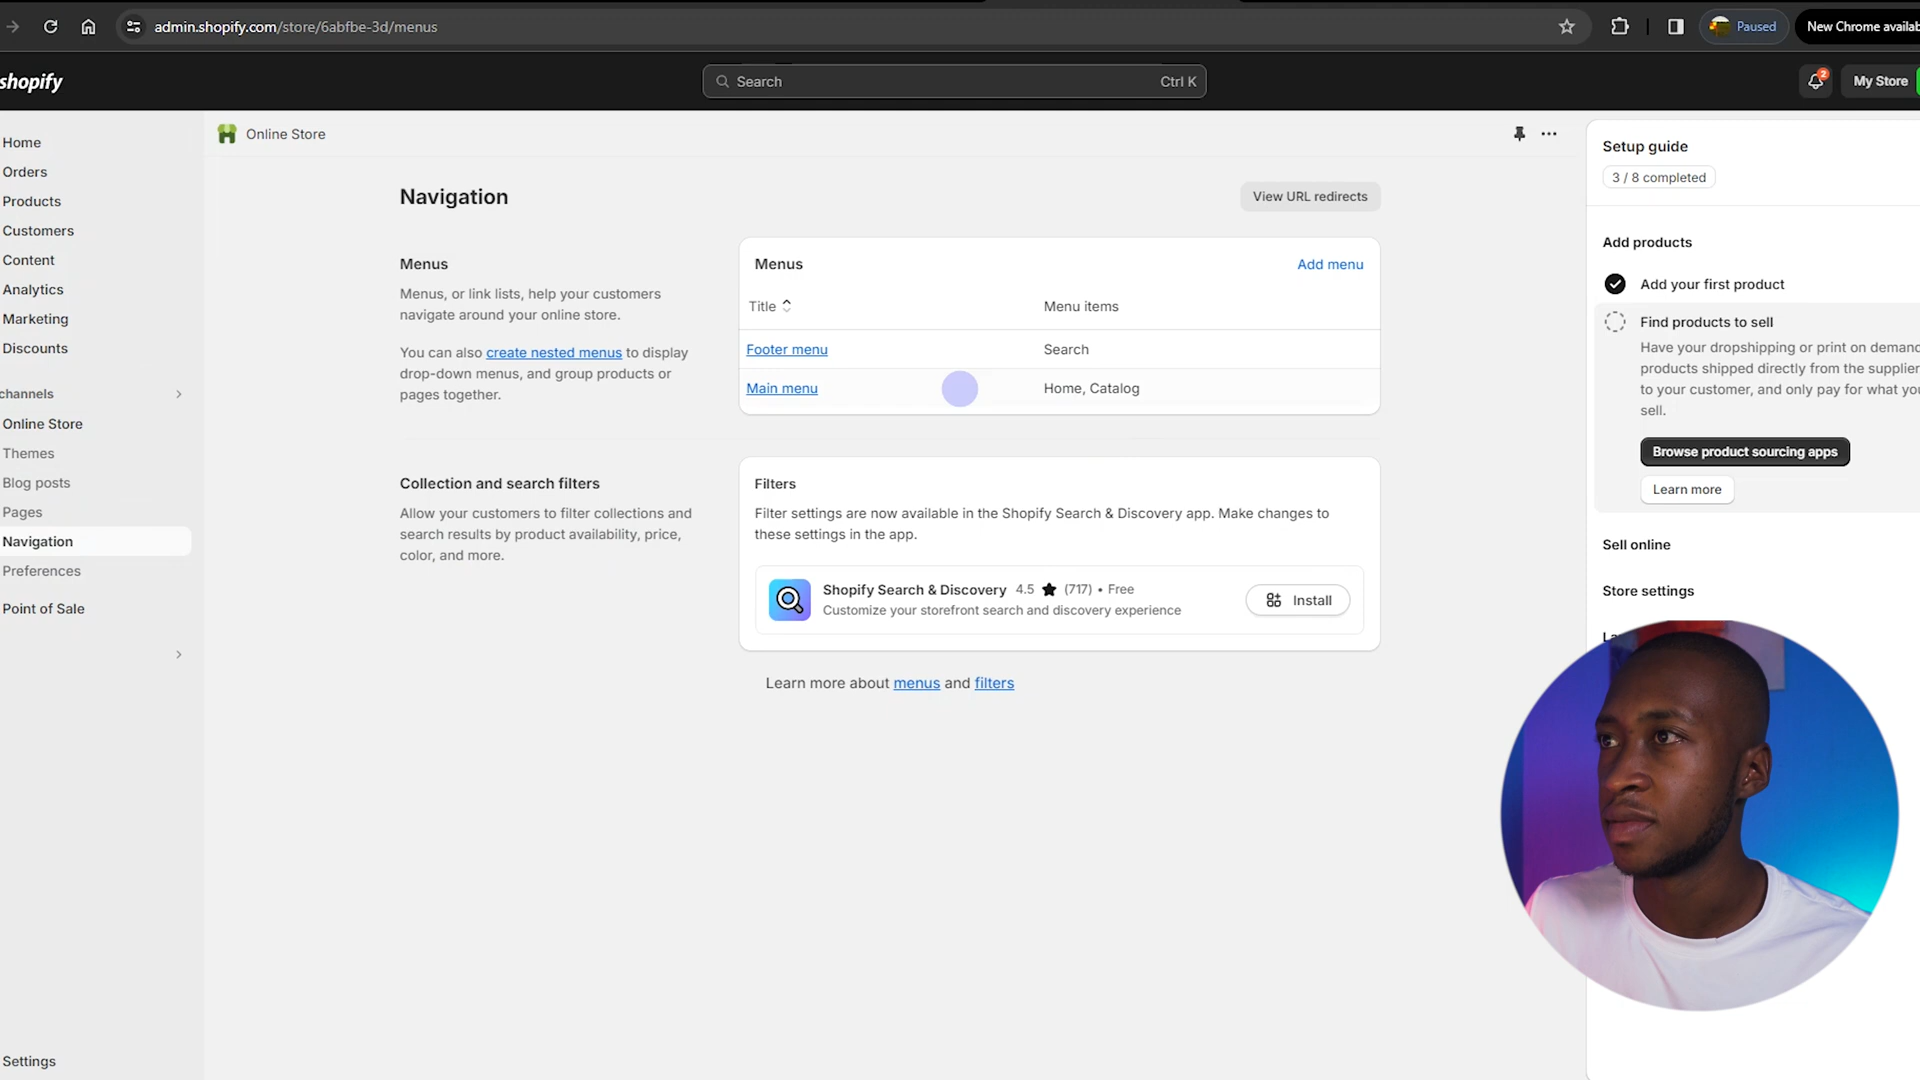 admin.shopify.com/store/6abfbe-3d/menus
Paused
New Chrome availab
shopify
Search
Ctrl K
2
My Store
Home
Orders
Products
Customers
Content
Analytics
Marketing
Discounts
channels
Online Store
Themes
Blog posts
Pages
Navigation
Preferences
Point of Sale
Settings
Online Store
Navigation
View URL redirects
Menus
Menus, or link lists, help your customers
navigate around your online store.
You can also create nested menus to display
drop-down menus, and group products or
pages together.
Menus
Add menu
Title
Menu items
Footer menu
Search
Main menu
Home, Catalog
Collection and search filters
Allow your customers to filter collections and
search results by product availability, price,
color, and more.
Filters
Filter settings are now available in the Shopify Search & Discovery app. Make changes to
these settings in the app.
Shopify Search & Discovery 4.5 ★ (717) • Free
Customize your storefront search and discovery experience
Install
Learn more about menus and filters
Setup guide
3 / 8 completed
Add products
Add your first product
Find products to sell
Have your dropshipping or print on demand
products shipped directly from the supplier
to your customer, and only pay for what you
sell.
Browse product sourcing apps
Learn more
Sell online
Store settings